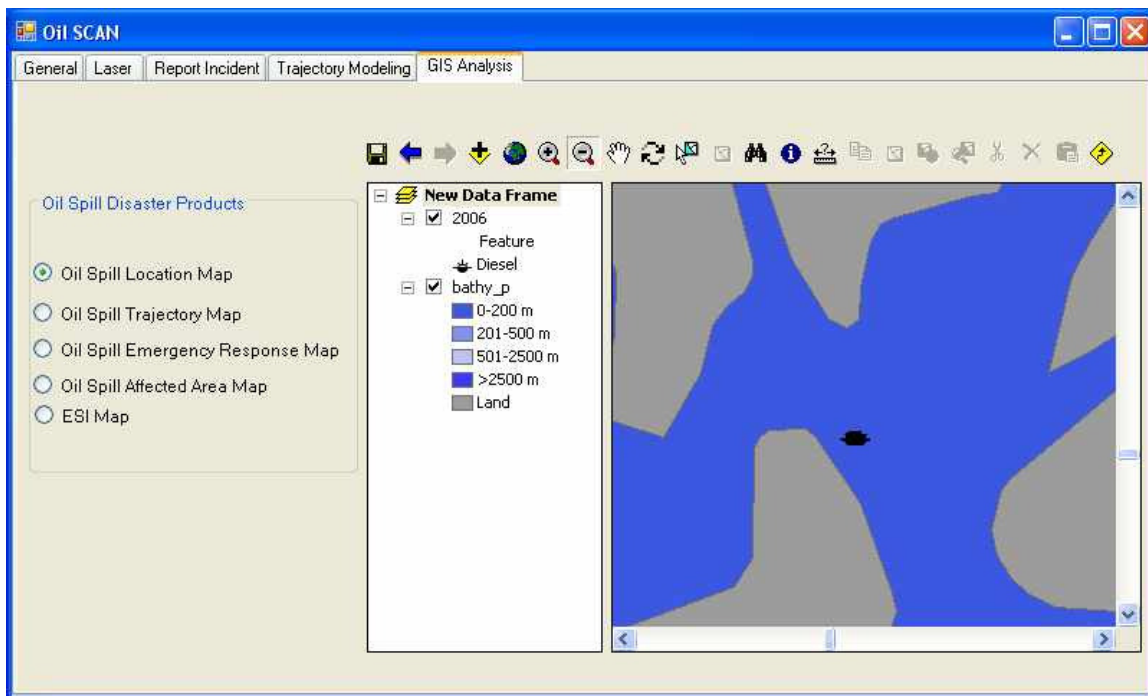 Oil SCAN
General Laser Report Incident Trajectory Modeling GIS Analysis
Oil Spill Disaster Products
Oil Spill Location Map
Oil Spill Trajectory Map
Oil Spill Emergency Response Map
Oil Spill Affected Area Map
ESI Map
New Data Frame
2006
Feature
Diesel
bathy_p
0-200 m
201-500 m
501-2500 m
>2500 m
Land